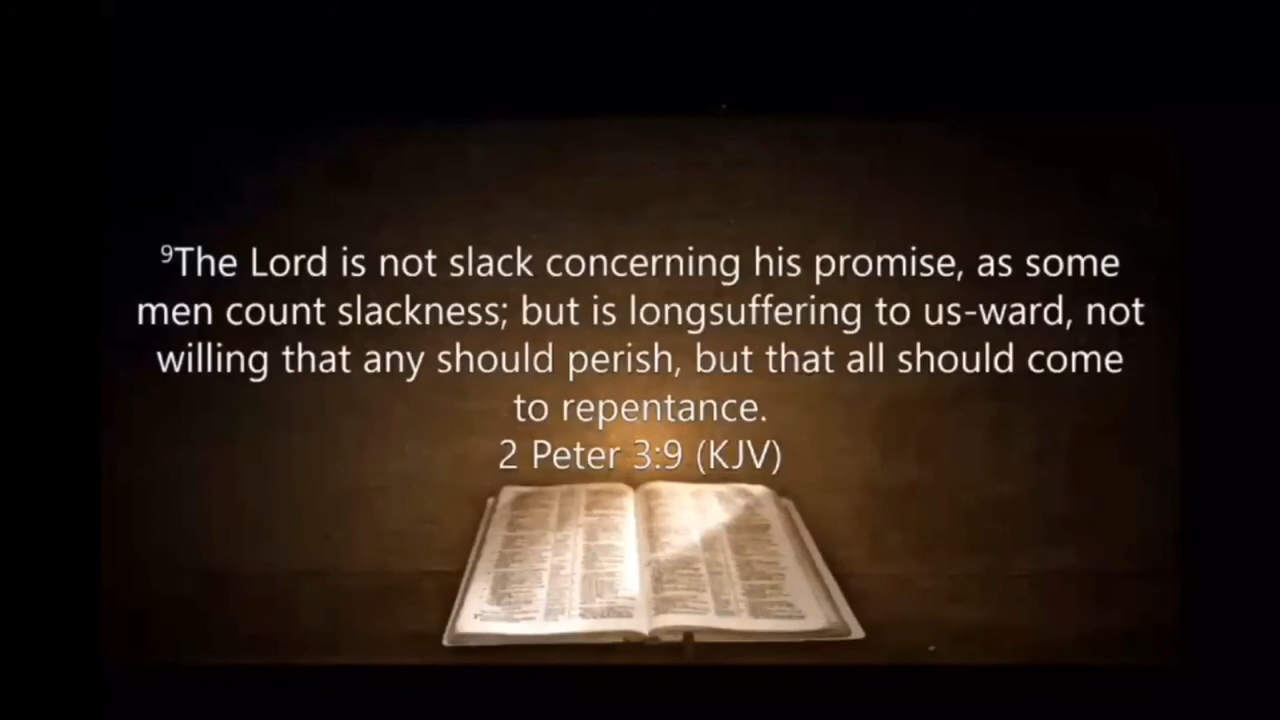 ⁹The Lord is not slack concerning his promise, as some
men count slackness; but is longsuffering to us-ward, not
willing that any should perish, but that all should come
to repentance.
2 Peter 3:9 (KJV)